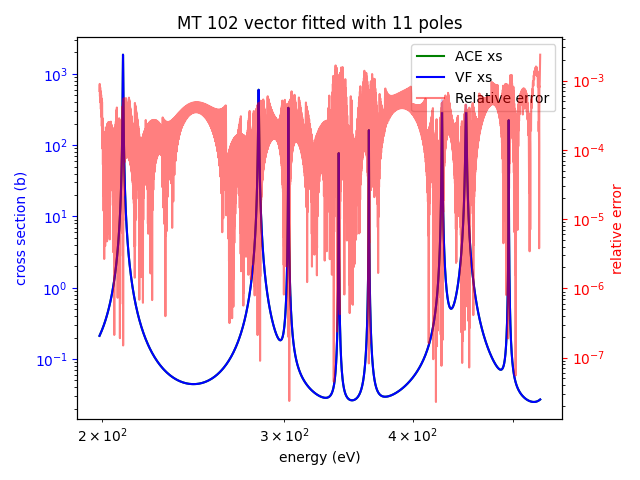 MT 102 vector fitted with 11 poles
ACE xs
VF xs
Relative error
cross section (b)
10³
10²
10¹
10⁰
10⁻¹
relative error
10⁻³
10⁻⁴
10⁻⁵
10⁻⁶
10⁻⁷
2 × 10²
3 × 10²
4 × 10²
energy (eV)